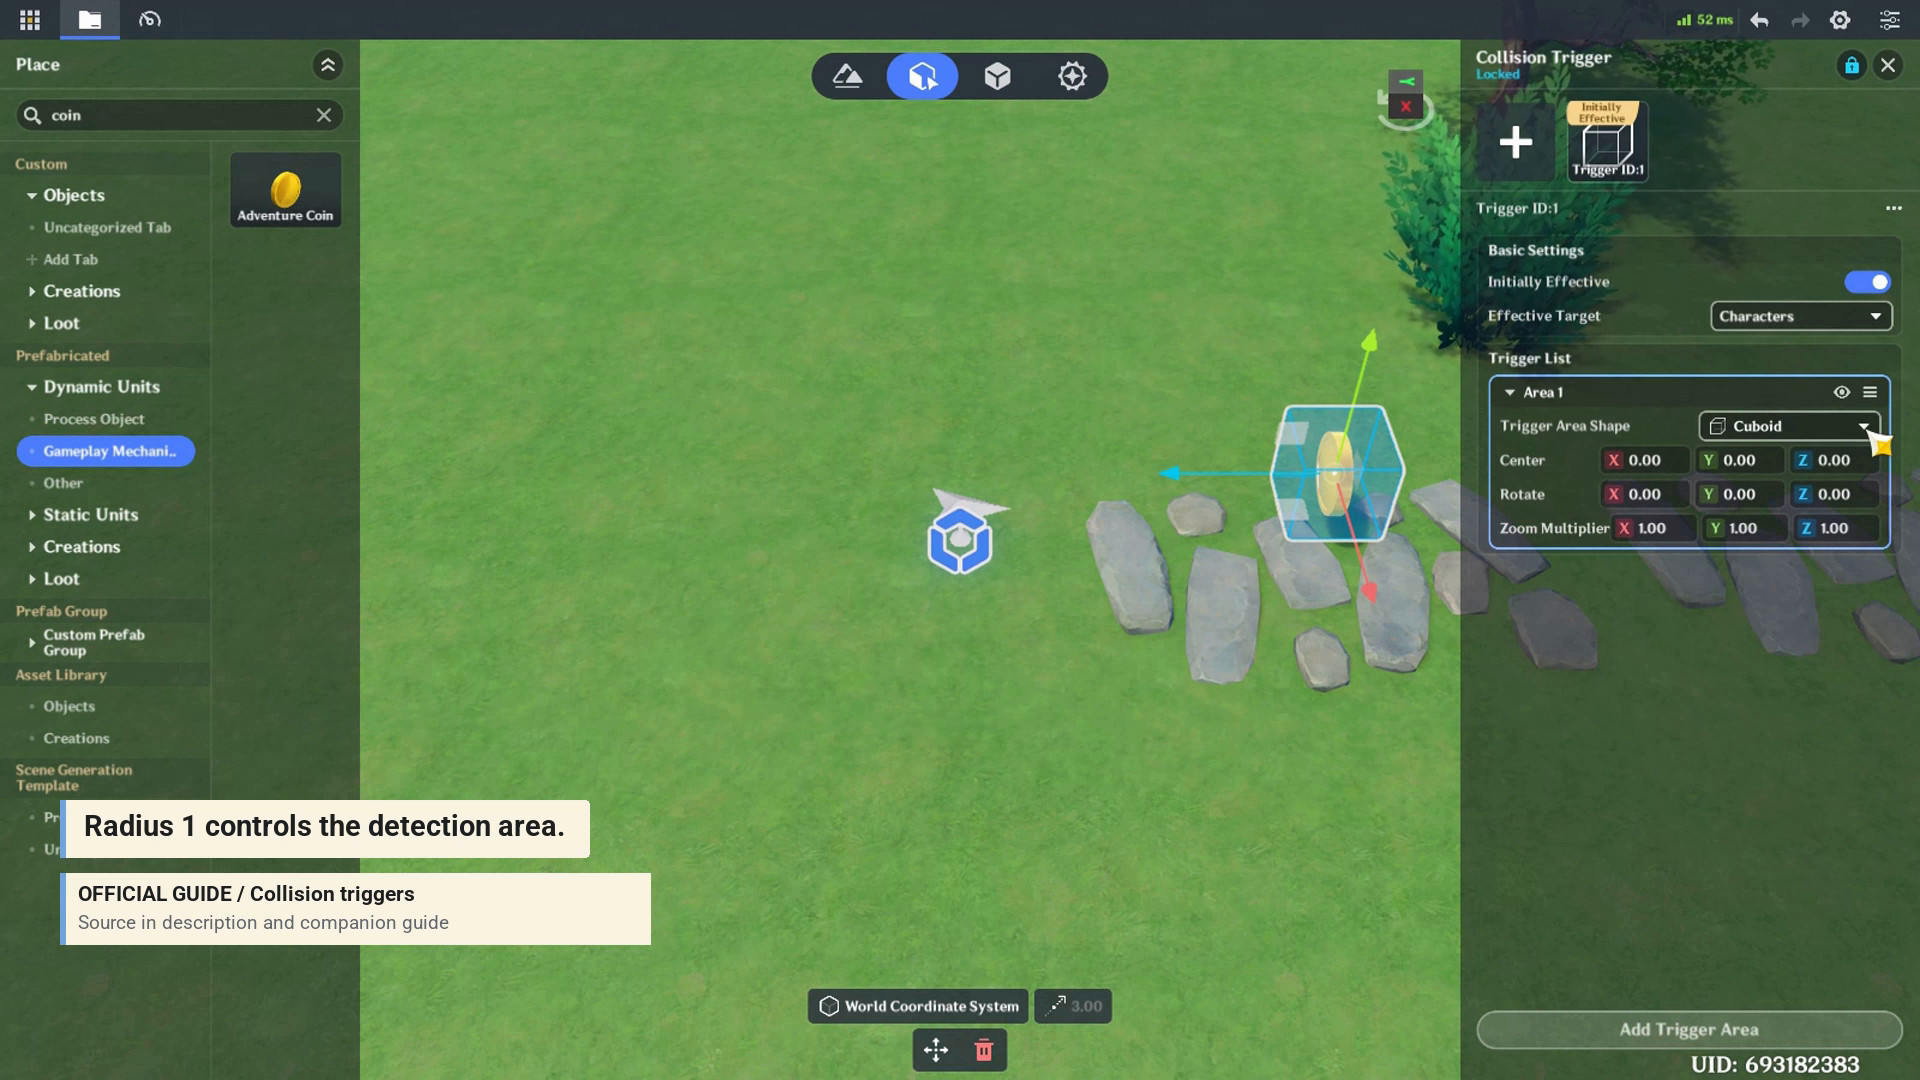 52 ms
Place
coin
Custom
Objects
Uncategorized Tab
Add Tab
Creations
Loot
Prefabricated
Dynamic Units
Process Object
Gameplay Mechani..
Other
Static Units
Creations
Loot
Prefab Group
Custom Prefab
Group
Asset Library
Objects
Creations
Scene Generation
Template
Adventure Coin
Radius 1 controls the detection area.
OFFICIAL GUIDE / Collision triggers
Source in description and companion guide
World Coordinate System
3.00
Collision Trigger
Locked
Initially
Effective
Trigger ID:1
Trigger ID:1
Basic Settings
Initially Effective
Effective Target Characters
Trigger List
Area 1
Trigger Area Shape Cuboid
Center X 0.00 Y 0.00 Z 0.00
Rotate X 0.00 Y 0.00 Z 0.00
Zoom Multiplier X 1.00 Y 1.00 Z 1.00
Add Trigger Area
UID: 693182383